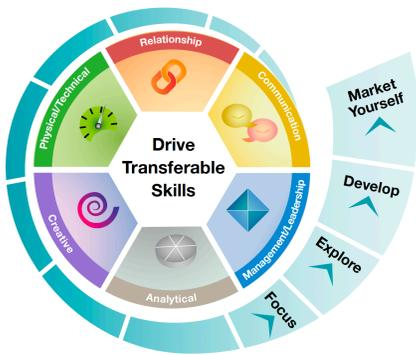 Relationship
Communication
Management/Leadership
Analytical
Creative
Physical/Technical
Drive
Transferable
Skills
Market
Yourself
Develop
Explore
Focus